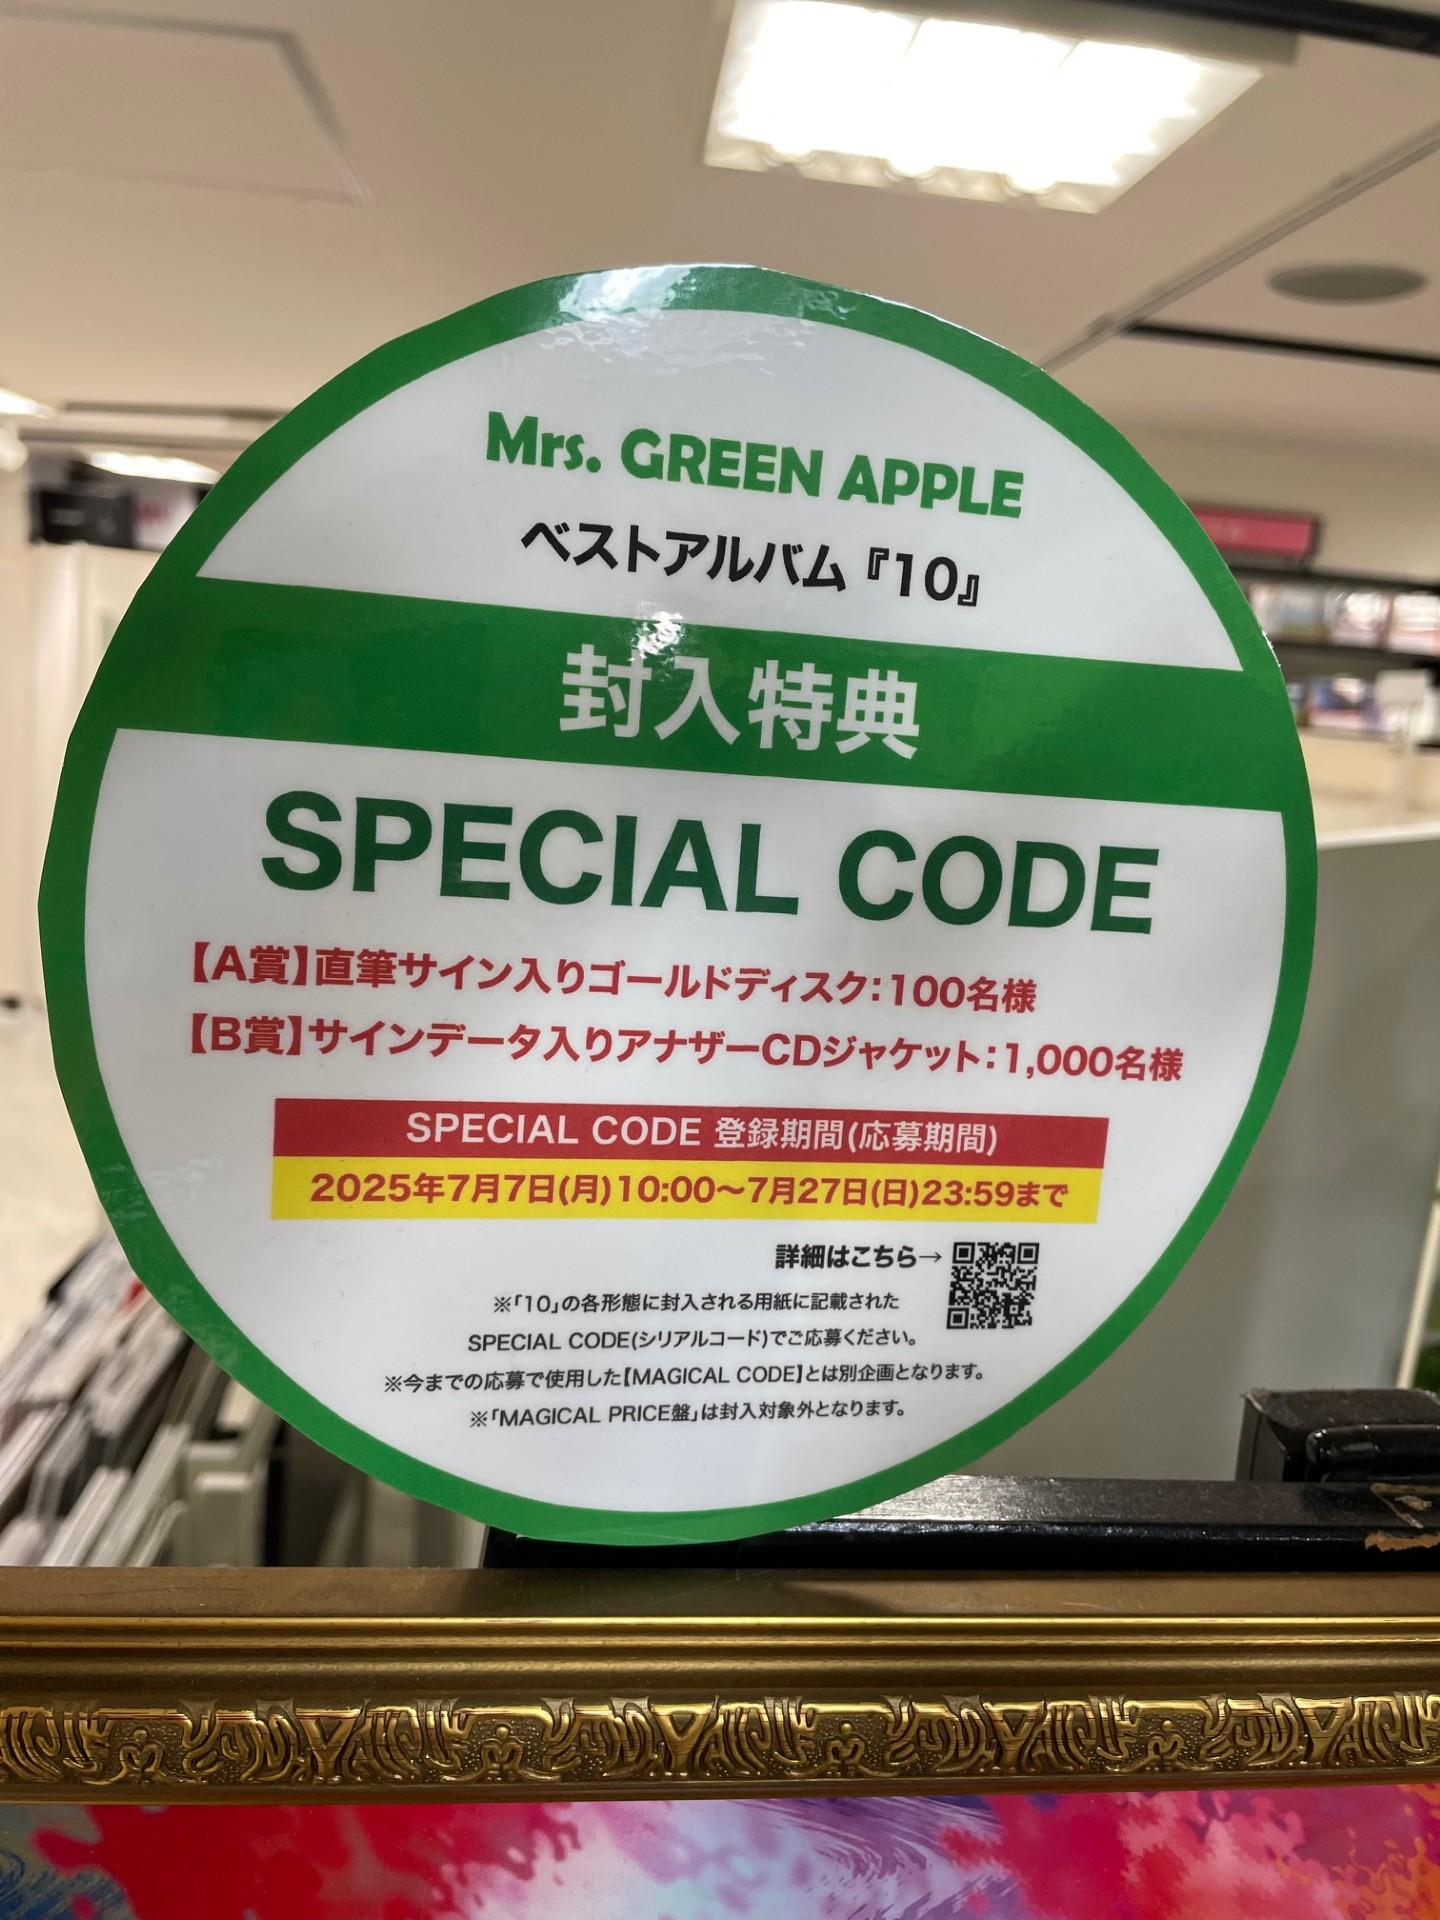 Mrs. GREEN APPLE
ベストアルバム『10』
封入特典
SPECIAL CODE
【A賞】直筆サイン入りゴールドディスク：100名様
【B賞】サインデータ入りアナザーCDジャケット：1,000名様
SPECIAL CODE 登録期間(応募期間)
2025年7月7日(月)10:00～7月27日(日)23:59まで
詳細はこちら→
※「10」の各形態に封入される用紙に記載された
SPECIAL CODE(シリアルコード)でご応募ください。
※今までの応募で使用した【MAGICAL CODE】とは別企画となります。
※「MAGICAL PRICE盤」は封入対象外となります。